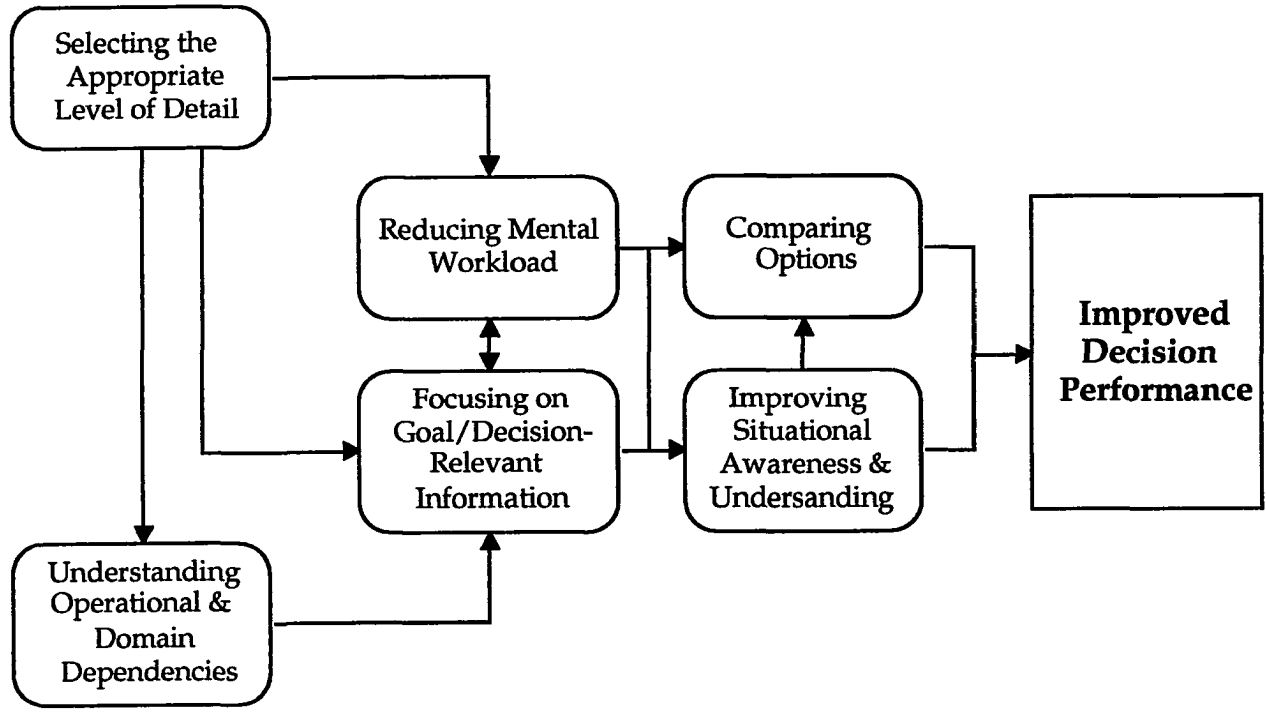 Selecting the
Appropriate
Level of Detail
Reducing Mental
Workload
Comparing
Options
Improved
Decision
Performance
Focusing on
Goal/Decision-
Relevant
Information
Improving
Situational
Awareness &
Undersanding
Understanding
Operational &
Domain
Dependencies